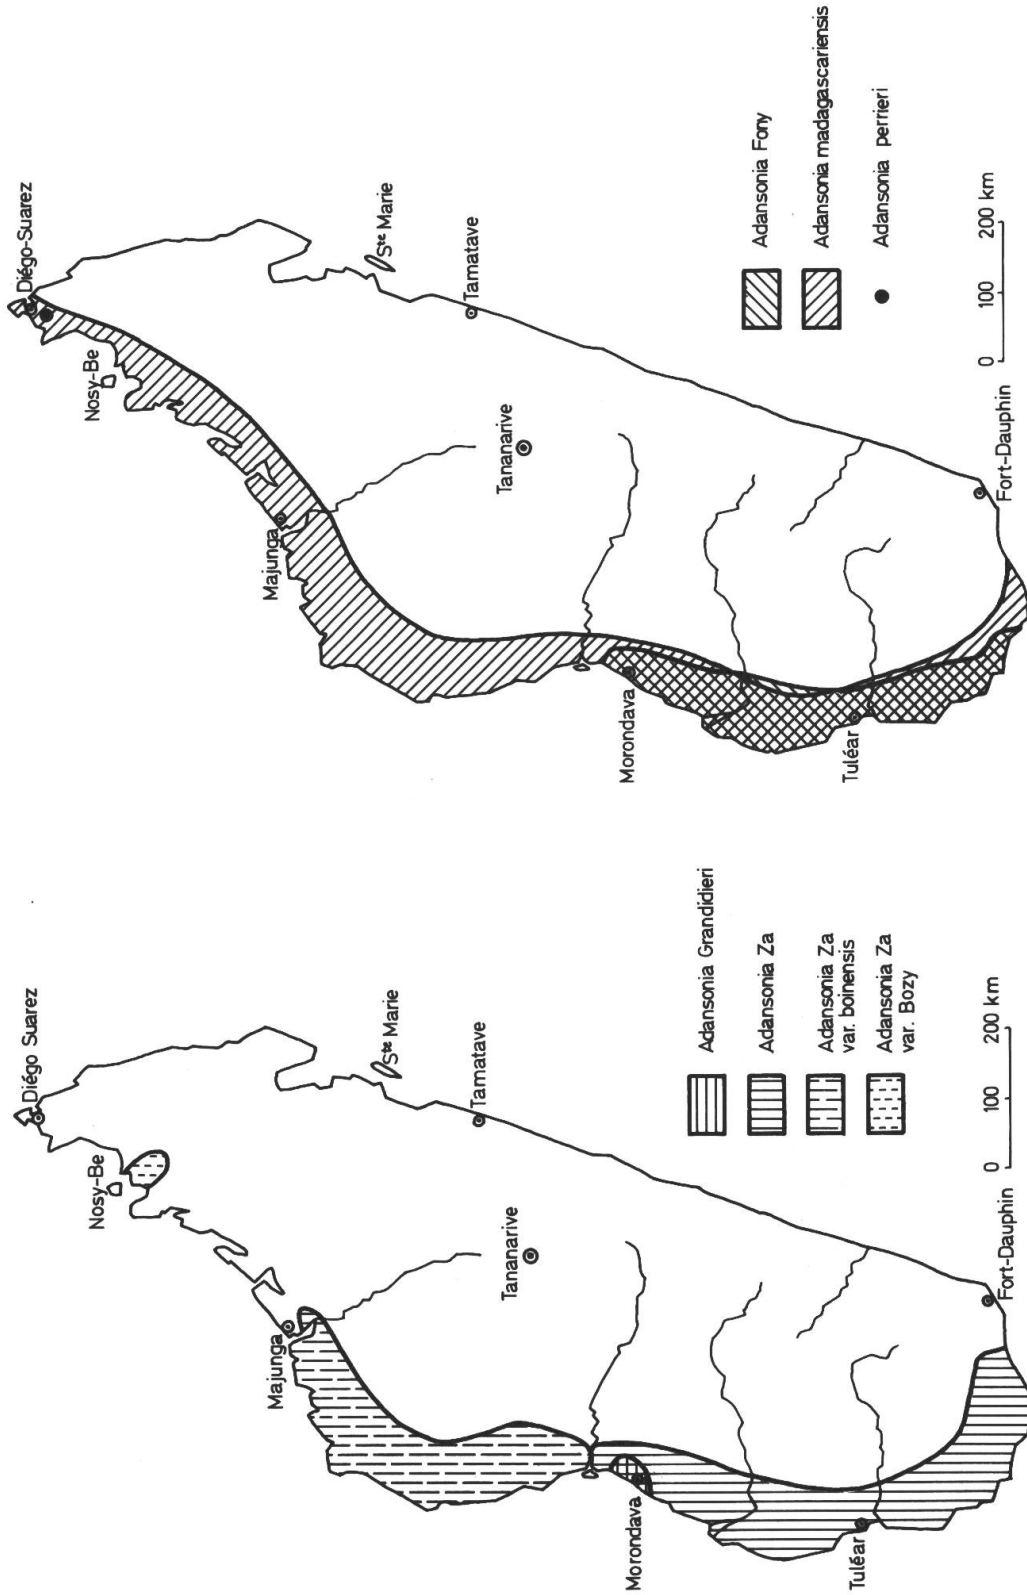 Diégo Suarez
Nosy-Be
Majunga
Ste Marie
Tamatave
Tananarive
Morondava
Tuléar
Fort-Dauphin
Adansonia Grandidieri
Adansonia Za
Adansonia Za
var. boinensis
Adansonia Za
var. Bozy
0 100 200 km
Diégo-Suarez
Nosy-Be
Majunga
Ste Marie
Tamatave
Tananarive
Morondava
Tuléar
Fort-Dauphin
Adansonia Fony
Adansonia madagascariensis
Adansonia perrieri
0 100 200 km